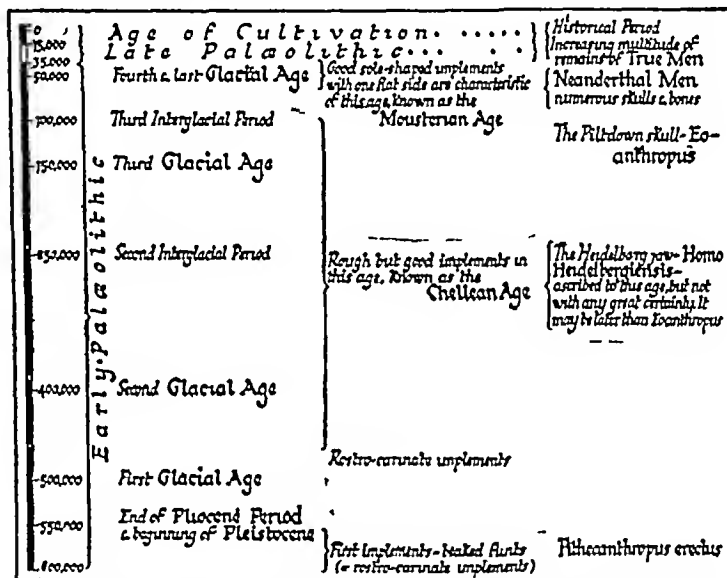 0
15,000
35,000
50,000
100,000
150,000
250,000
400,000
500,000
550,000
600,000
Early Palæolithic
Age of Cultivation
Late Palæolithic
Fourth & last Glacial Age
Third Interglacial Period
Third Glacial Age
Second Interglacial Period
Second Glacial Age
First Glacial Age
End of Pliocene Period
& beginning of Pleistocene
Good sole-shaped implements
with one flat side are characteristic
of this age, known as the
Mousterian Age
Rough but good implements in
this age, known as the
Chellean Age
Rostro-carinate implements
First Implements - beaked flints
(= rostro-carinate implements)
Historical Period
Increasing multitude of
remains of True Men
Neanderthal Men
numerous skulls & bones
The Piltdown skull - Eo-
anthropus
The Heidelberg jaw - Homo
Heidelbergiensis -
ascribed to this age, but not
with any great certainty. It
may be later than Eoanthropus
Pithecanthropus erectus